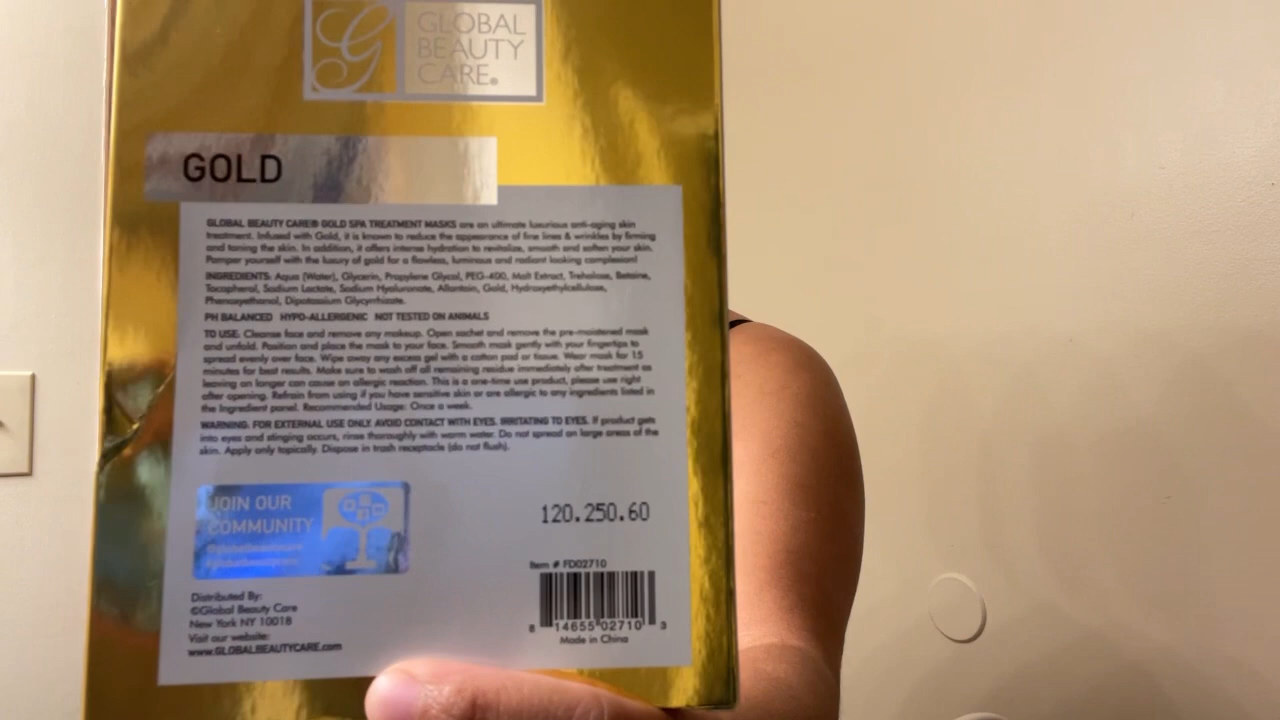 GLOBAL
BEAUTY
CARE®
GOLD
GLOBAL BEAUTY CARE® GOLD SPA TREATMENT MASKS are an ultimate luxurious anti-aging skin
treatment. Infused with Gold, it is known to reduce the appearance of fine lines & wrinkles by firming
and toning the skin. In addition, it offers intense hydration to revitalize, smooth and soften your skin.
Pamper yourself with the luxury of gold for a flawless, luminous and radiant looking complexion!
INGREDIENTS: Aqua (Water), Glycerin, Propylene Glycol, PEG-400, Malt Extract, Trehalose, Betaine,
Tocopherol, Sodium Lactate, Sodium Hyaluronate, Allantoin, Gold, Hydroxyethylcellulose,
Phenoxyethanol, Dipotassium Glycyrrhizate.
PH BALANCED HYPO-ALLERGENIC NOT TESTED ON ANIMALS
TO USE: Cleanse face and remove any makeup. Open sachet and remove the pre-moistened mask
and unfold. Position and place the mask to your face. Smooth mask gently with your fingertips to
spread evenly over face. Wipe away any excess gel with a cotton pad or tissue. Wear mask for 15
minutes for best results. Make sure to wash off all remaining residue immediately after treatment as
leaving on longer can cause an allergic reaction. This is a one-time use product, please use right
after opening. Refrain from using if you have sensitive skin or are allergic to any ingredients listed in
the Ingredient panel. Recommended Usage: Once a week.
WARNING: FOR EXTERNAL USE ONLY. AVOID CONTACT WITH EYES. IRRITATING TO EYES. If product gets
into eyes and stinging occurs, rinse thoroughly with warm water. Do not spread on large areas of the
skin. Apply only topically. Dispose in trash receptacle (do not flush).
JOIN OUR
COMMUNITY
120.250.60
Item # FD02710
8 14655 02710 3
Made in China
Distributed By:
©Global Beauty Care
New York NY 10018
Visit our website:
www.GLOBALBEAUTYCARE.com